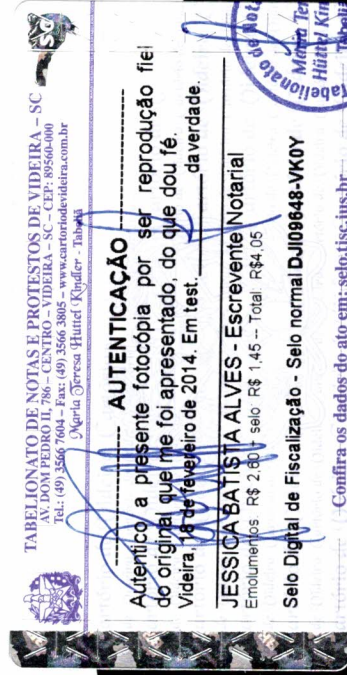 TABELIONATO DE NOTAS E PROTESTOS DE VIDEIRA – SC
AV. DOM PEDRO II, 786 – CENTRO – VIDEIRA – SC – CEP: 89560-000
Tel.: (49) 3566 7604 – Fax: (49) 3566 3805 – www.cartoriodevideira.com.br
Maria Teresa Hüttel Kindler - Tabeliã
AUTENTICAÇÃO
Autentico a presente fotocópia por ser reprodução fiel
do original que me foi apresentado, do que dou fé.
Videira, 18 de fevereiro de 2014. Em test. da verdade.
JESSICA BATISTA ALVES - Escrevente Notarial
Emolumentos: R$ 2,60 + selo: R$ 1,45 -- Total: R$4,05
Selo Digital de Fiscalização - Selo normal DJI09648-VK0Y
Confira os dados do ato em: selo.tjsc.jus.br
Tabelionato de Not
Maria Ter
Hüttel Kin
Tabeliã